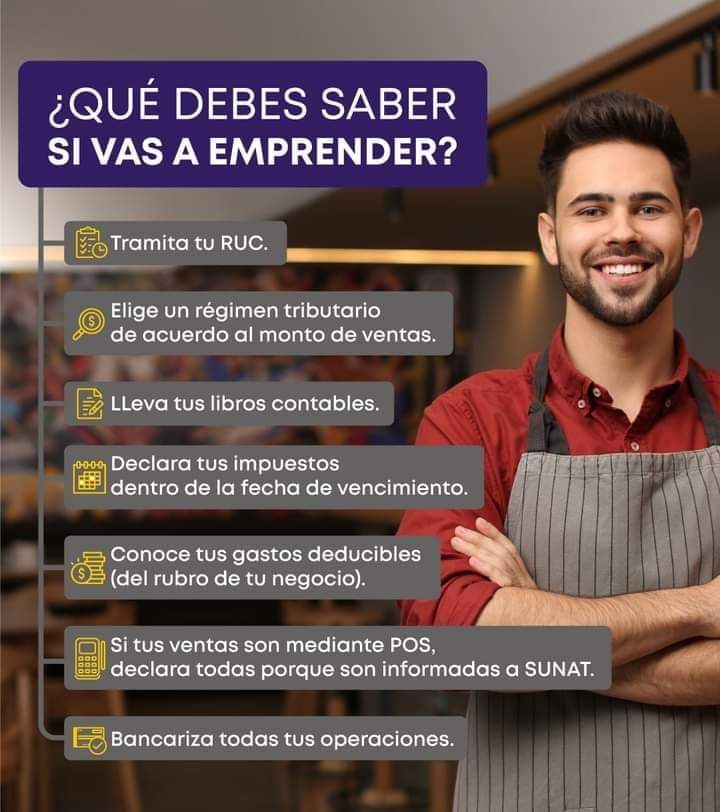 ¿QUÉ DEBES SABER
SI VAS A EMPRENDER?
Tramita tu RUC.
Elige un régimen tributario
de acuerdo al monto de ventas.
LLeva tus libros contables.
Declara tus impuestos
dentro de la fecha de vencimiento.
Conoce tus gastos deducibles
(del rubro de tu negocio).
Si tus ventas son mediante POS,
declara todas porque son informadas a SUNAT.
Bancariza todas tus operaciones.